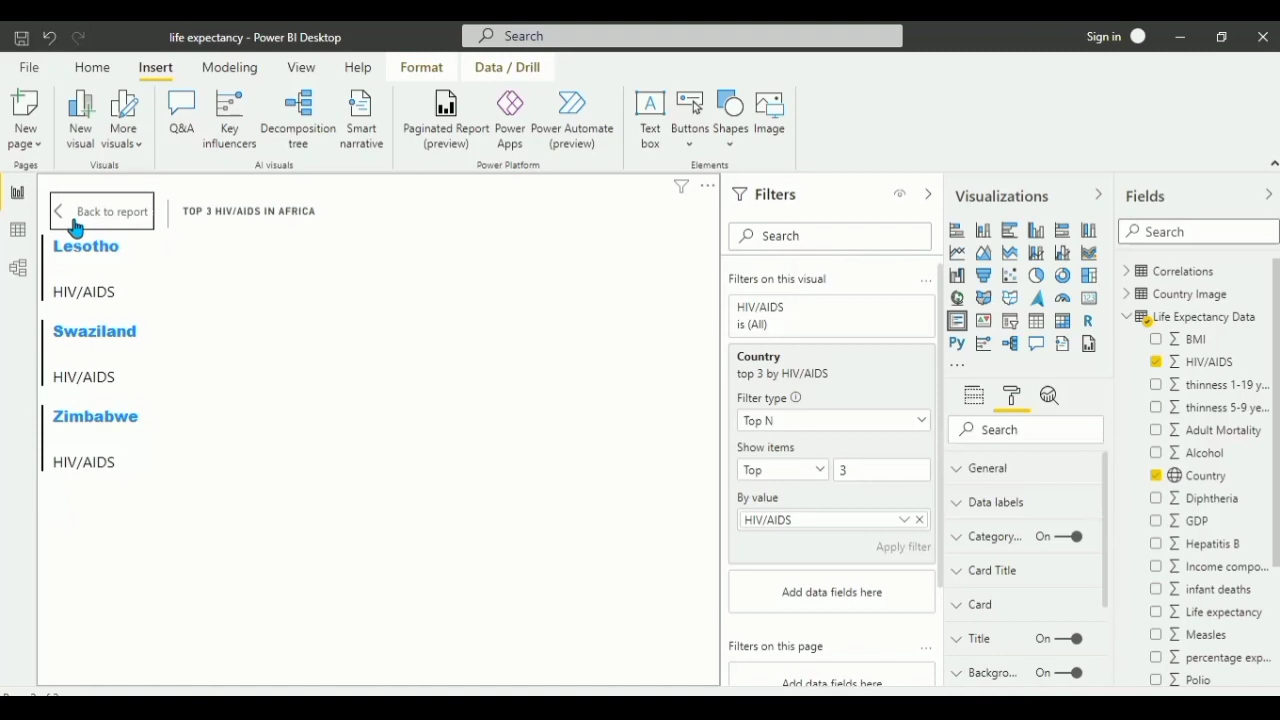 life expectancy - Power BI Desktop
Search
Sign in
File
Home
Insert
Modeling
View
Help
Format
Data / Drill
New page
New visual
More visuals
Q&A
Key influencers
Decomposition tree
Smart narrative
Paginated Report (preview)
Power Apps
Power Automate (preview)
Text box
Buttons
Shapes
Image
Pages
Visuals
AI visuals
Power Platform
Elements
Back to report
TOP 3 HIV/AIDS IN AFRICA
Lesotho
HIV/AIDS
Swaziland
HIV/AIDS
Zimbabwe
HIV/AIDS
Filters
Search
Filters on this visual
...
HIV/AIDS
is (All)
Country
top 3 by HIV/AIDS
Filter type
Top N
Show items
Top
3
By value
HIV/AIDS
Apply filter
Add data fields here
Filters on this page
...
Add data fields here
Visualizations
R
Py
...
Search
General
Data labels
Category... On
Card Title
Card
Title On
Backgro... On
Fields
Search
Correlations
Country Image
Life Expectancy Data
∑ BMI
∑ HIV/AIDS
∑ thinness 1-19 y...
∑ thinness 5-9 ye...
∑ Adult Mortality
∑ Alcohol
Country
∑ Diphtheria
∑ GDP
∑ Hepatitis B
∑ Income compo...
∑ infant deaths
∑ Life expectancy
∑ Measles
∑ percentage exp...
∑ Polio